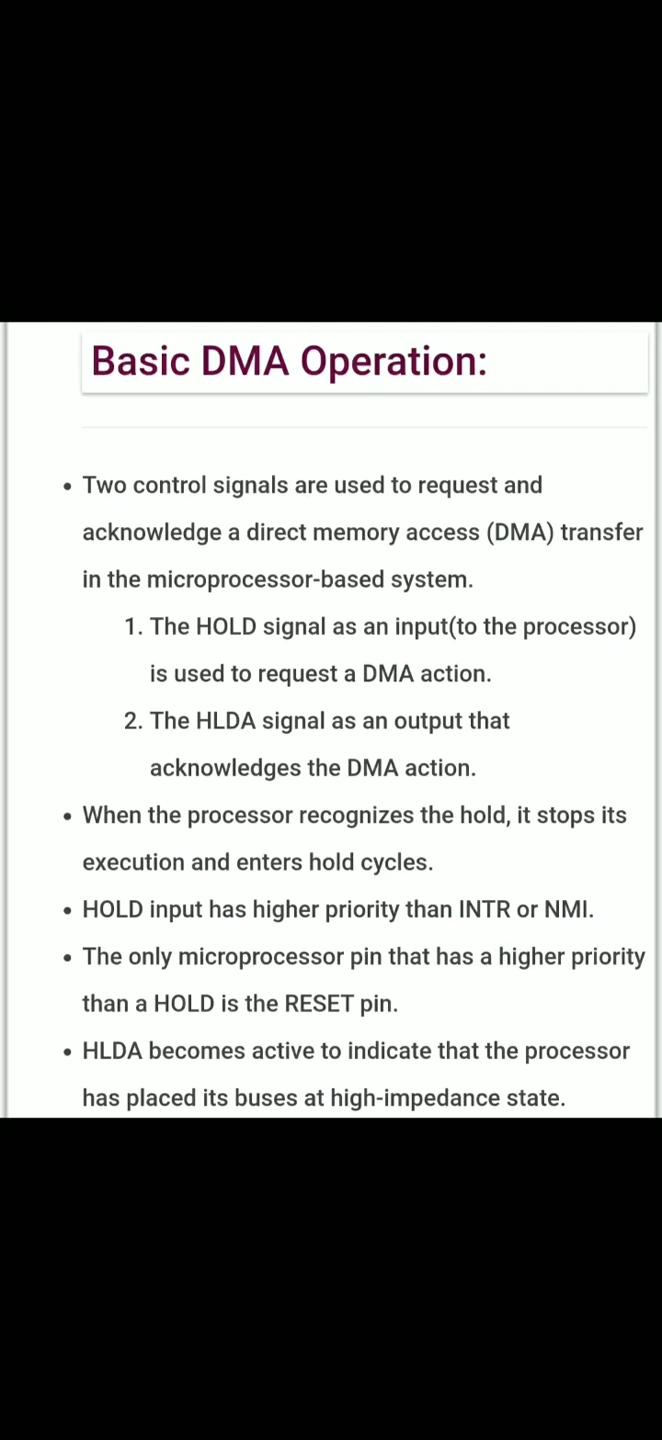 Basic DMA Operation:
• Two control signals are used to request and
acknowledge a direct memory access (DMA) transfer
in the microprocessor-based system.
1. The HOLD signal as an input(to the processor)
is used to request a DMA action.
2. The HLDA signal as an output that
acknowledges the DMA action.
• When the processor recognizes the hold, it stops its
execution and enters hold cycles.
• HOLD input has higher priority than INTR or NMI.
• The only microprocessor pin that has a higher priority
than a HOLD is the RESET pin.
• HLDA becomes active to indicate that the processor
has placed its buses at high-impedance state.